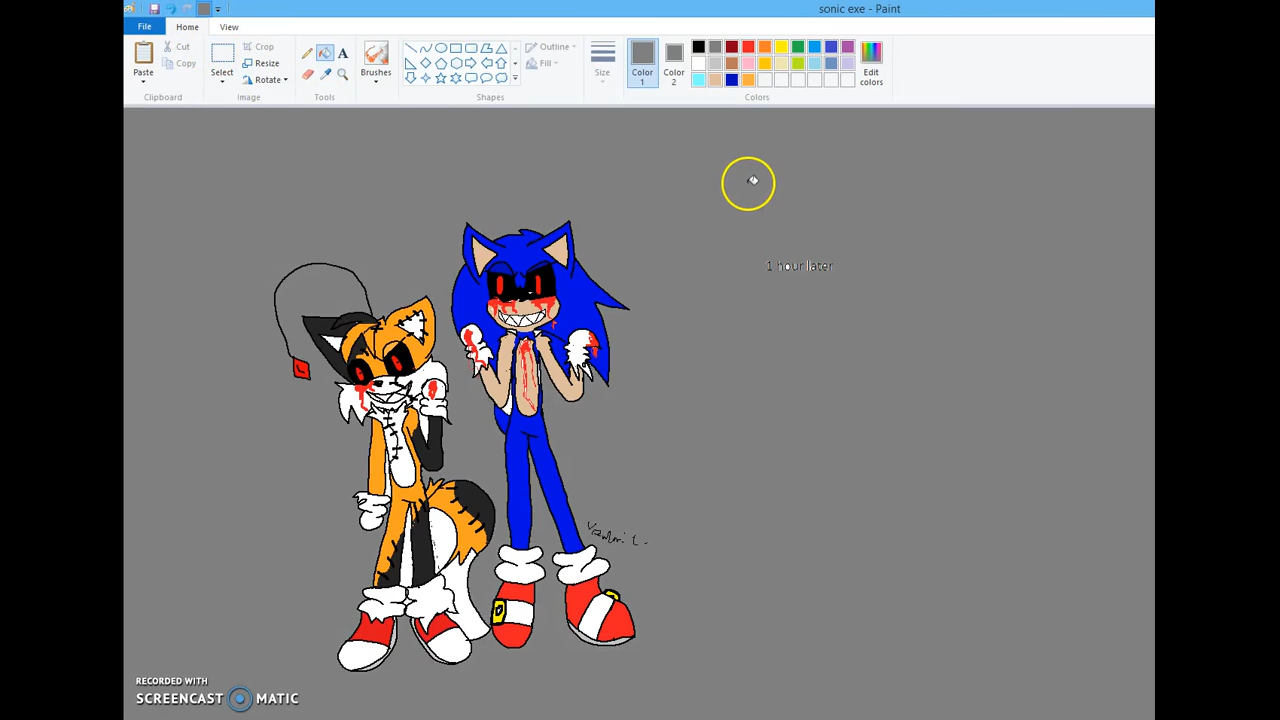 sonic exe - Paint
File Home View
Cut Crop Outline
Copy Resize Fill
Paste Select Rotate Brushes Size Color 1 Color 2 Edit colors
Clipboard Image Tools Shapes Colors
1 hour later
RECORDED WITH
SCREENCAST MATIC